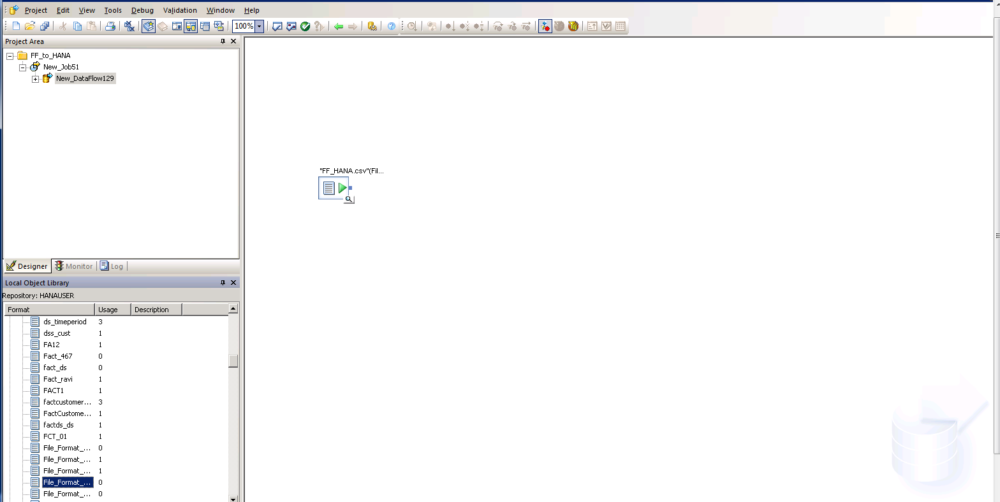 Project Edit View Tools Debug Validation Window Help
100%
Project Area
FF_to_HANA
New_Job51
New_DataFlow129
"FF_HANA.csv"(Fil...
Designer Monitor Log
Local Object Library
Repository: HANAUSER
Format Usage Description
ds_timeperiod 3
dss_cust 1
FA12 1
Fact_467 0
fact_ds 0
Fact_ravi 1
FACT1 1
factcustomer... 3
FactCustome... 1
factds_ds 1
FCT_01 1
File_Format_... 0
File_Format_... 1
File_Format_... 1
File_Format_... 0
File_Format_... 0